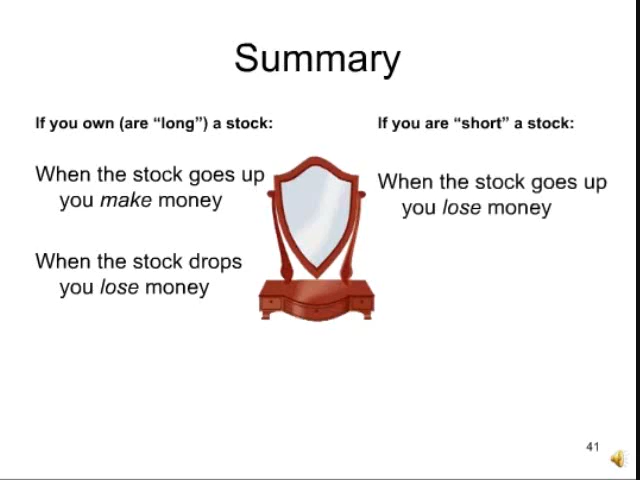 Summary
If you own (are “long”) a stock:
When the stock goes up
you make money
When the stock drops
you lose money
If you are “short” a stock:
When the stock goes up
you lose money
41